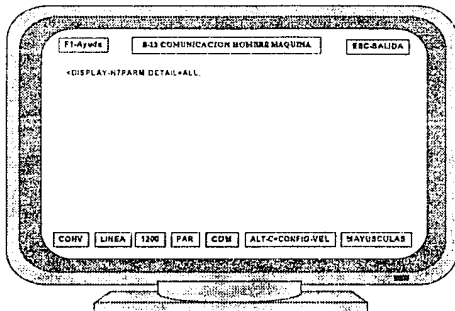 F1-Ayuda S-12 COMUNICACION HOMBRE MAQUINA ESC-SALIDA
<DISPLAY-N7PARM:DETAIL=ALL.
CONV LINEA 1200 PAR COM ALT-C=CONFIG-VEL MAYUSCULAS